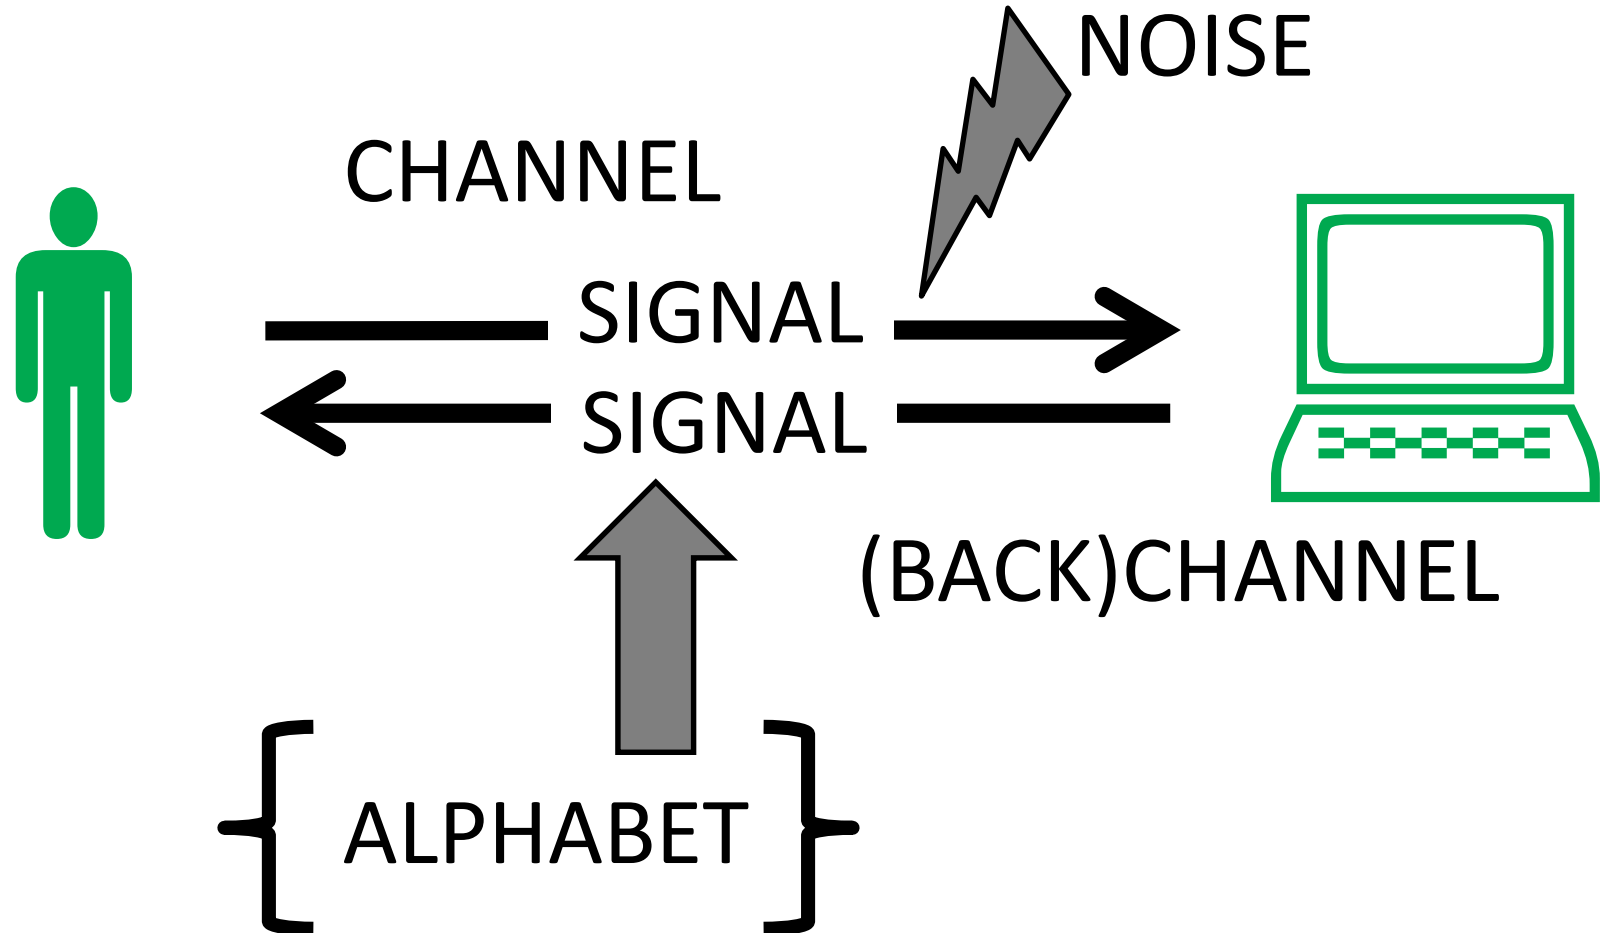 NOISE
CHANNEL
SIGNAL
SIGNAL
(BACK)CHANNEL
ALPHABET